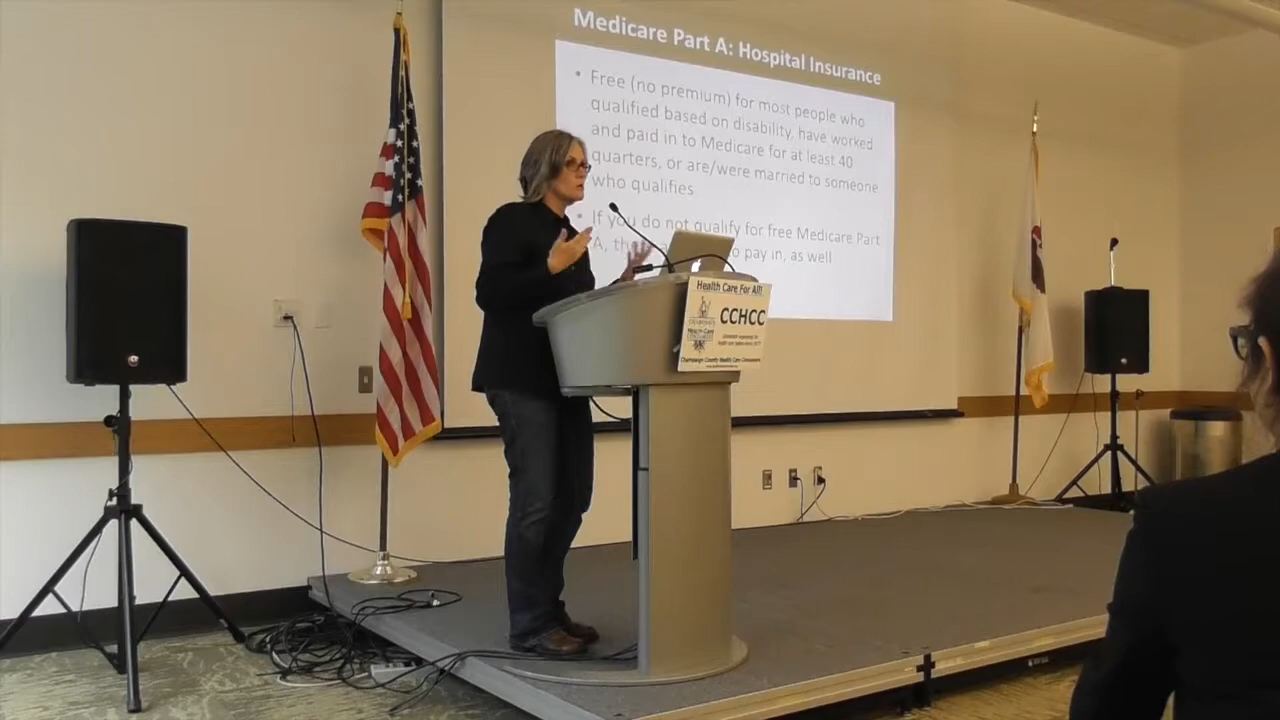 Medicare Part A: Hospital Insurance
• Free (no premium) for most people who
qualified based on disability, have worked
and paid in to Medicare for at least 40
quarters, or are/were married to someone
who qualifies
• If you do not qualify for free Medicare Part
A, o pay in, as well
Health Care For All!
CCHCC
Champaign County Health Care Consumers